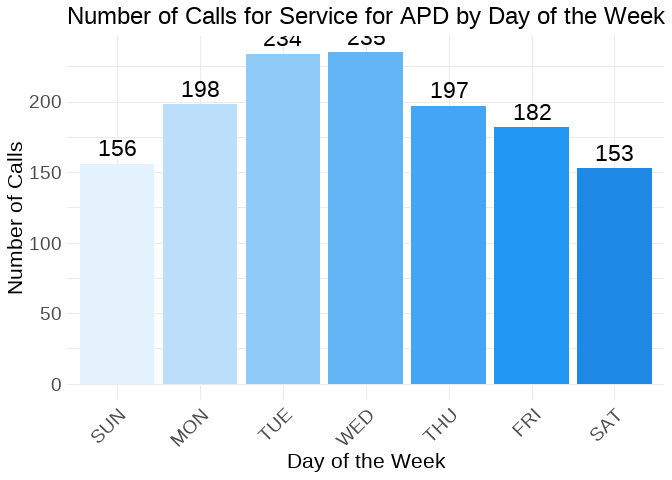 Number of Calls for Service for APD by Day of the Week
234
235
198
197
182
156
153
200
150
100
50
0
Number of Calls
SUN
MON
TUE
WED
THU
FRI
SAT
Day of the Week